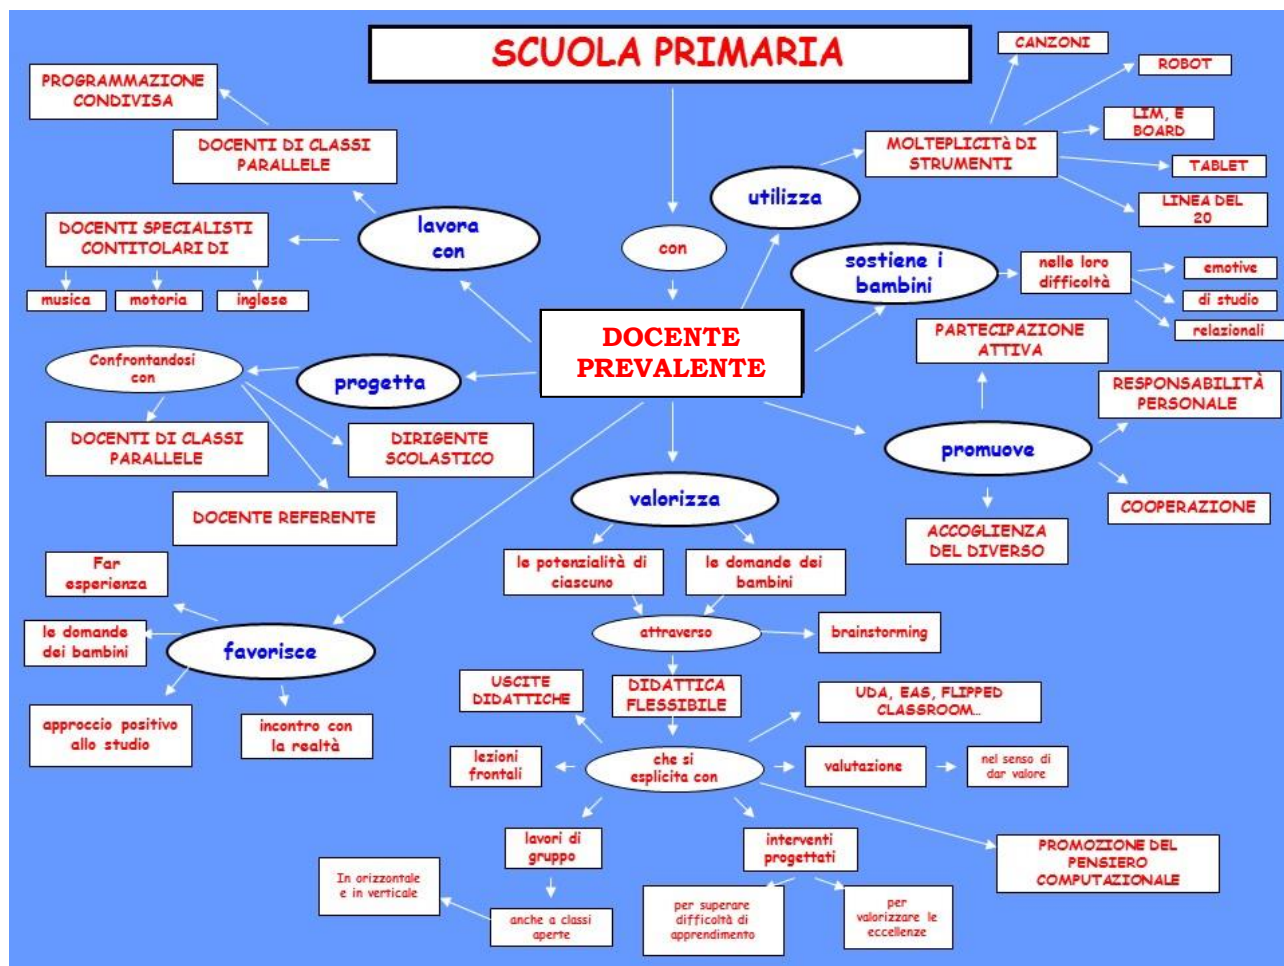 SCUOLA PRIMARIA
CANZONI
ROBOT
LIM, E
BOARD
TABLET
LINEA DEL
20
MOLTEPLICITà DI
STRUMENTI
utilizza
PROGRAMMAZIONE
CONDIVISA
DOCENTI DI CLASSI
PARALLELE
lavora
con
DOCENTI SPECIALISTI
CONTITOLARI DI
musica
motoria
inglese
con
sostiene i
bambini
nelle loro
difficoltà
emotive
di studio
relazionali
DOCENTE
PREVALENTE
PARTECIPAZIONE
ATTIVA
RESPONSABILITÀ
PERSONALE
promuove
COOPERAZIONE
ACCOGLIENZA
DEL DIVERSO
Confrontandosi
con
progetta
DOCENTI DI CLASSI
PARALLELE
DIRIGENTE
SCOLASTICO
DOCENTE REFERENTE
valorizza
le potenzialità di
ciascuno
le domande dei
bambini
attraverso
brainstorming
Far
esperienza
le domande
dei bambini
favorisce
approccio positivo
allo studio
incontro con
la realtà
USCITE
DIDATTICHE
DIDATTICA
FLESSIBILE
UDA, EAS, FLIPPED
CLASSROOM…
lezioni
frontali
che si
esplicita con
valutazione
nel senso di
dar valore
lavori di
gruppo
interventi
progettati
PROMOZIONE DEL
PENSIERO
COMPUTAZIONALE
In orizzontale
e in verticale
anche a classi
aperte
per superare
difficoltà di
apprendimento
per
valorizzare le
eccellenze